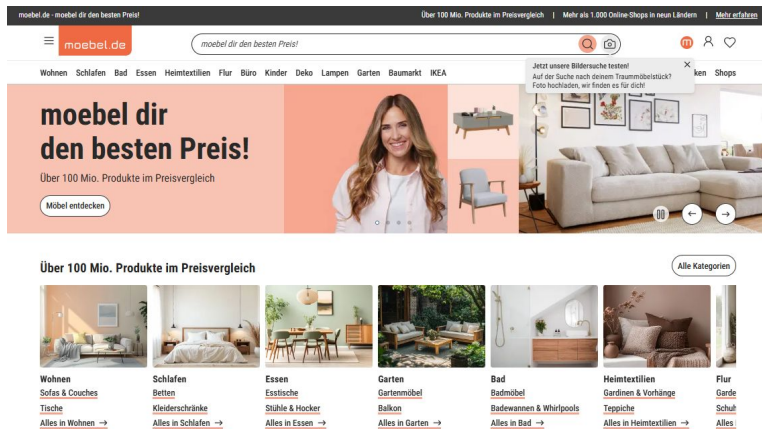 moebel.de - moebel dir den besten Preis!
Über 100 Mio. Produkte im Preisvergleich | Mehr als 1.000 Online-Shops in neun Ländern | Mehr erfahren
moebel.de
moebel dir den besten Preis!
m
Wohnen Schlafen Bad Essen Heimtextilien Flur Büro Kinder Deko Lampen Garten Baumarkt IKEA
ken Shops
Jetzt unsere Bildersuche testen!
Auf der Suche nach deinem Traummöbelstück?
Foto hochladen, wir finden es für dich!
moebel dir
den besten Preis!
Über 100 Mio. Produkte im Preisvergleich
Möbel entdecken
Über 100 Mio. Produkte im Preisvergleich
Alle Kategorien
Wohnen
Sofas & Couches
Tische
Alles in Wohnen →
Schlafen
Betten
Kleiderschränke
Alles in Schlafen →
Essen
Esstische
Stühle & Hocker
Alles in Essen →
Garten
Gartenmöbel
Balkon
Alles in Garten →
Bad
Badmöbel
Badewannen & Whirlpools
Alles in Bad →
Heimtextilien
Gardinen & Vorhänge
Teppiche
Alles in Heimtextilien →
Flur
Garde
Schuh
Alles